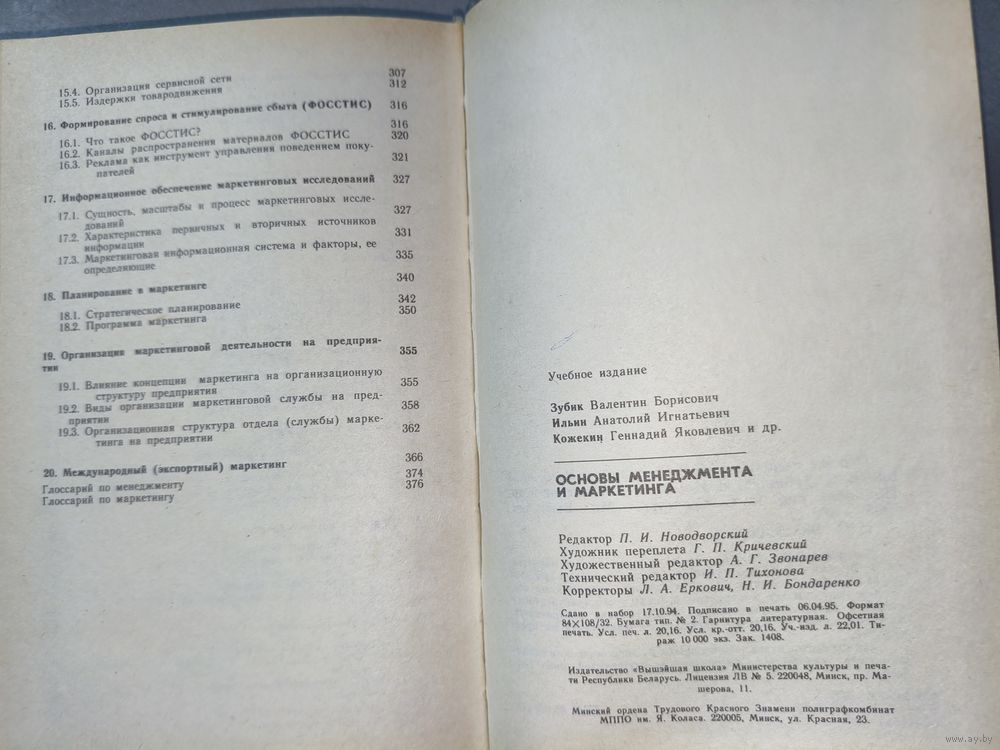 15.4. Организация сервисной сети 307
15.5. Издержки товародвижения 312
16. Формирование спроса и стимулирование сбыта (ФОССТИС) 316
16.1. Что такое ФОССТИС? 316
16.2. Каналы распространения материалов ФОССТИС 320
16.3. Реклама как инструмент управления поведением поку-
пателей 321
17. Информационное обеспечение маркетинговых исследований 327
17.1. Сущность, масштабы и процесс маркетинговых иссле-
дований 327
17.2. Характеристика первичных и вторичных источников
информации 331
17.3. Маркетинговая информационная система и факторы, ее
определяющие 335
18. Планирование в маркетинге 340
18.1. Стратегическое планирование 342
18.2. Программа маркетинга 350
19. Организация маркетинговой деятельности на предприя-
тии 355
19.1. Влияние концепции маркетинга на организационную
структуру предприятия 355
19.2. Виды организации маркетинговой службы на пред-
приятии 358
19.3. Организационная структура отдела (службы) марке-
тинга на предприятии 362
20. Международный (экспортный) маркетинг 366
Глоссарий по менеджменту 374
Глоссарий по маркетингу 376
Учебное издание
Зубик Валентин Борисович
Ильин Анатолий Игнатьевич
Кожекин Геннадий Яковлевич и др.
ОСНОВЫ МЕНЕДЖМЕНТА
И МАРКЕТИНГА
Редактор П. И. Новодворский
Художник переплета Г. П. Кричевский
Художественный редактор А. Г. Звонарев
Технический редактор И. П. Тихонова
Корректоры Л. А. Еркович, Н. И. Бондаренко
Сдано в набор 17.10.94. Подписано в печать 06.04.95. Формат
84×108/32. Бумага тип. № 2. Гарнитура литературная. Офсетная
печать. Усл. печ. л. 20,16. Усл. кр.-отт. 20,16. Уч.-изд. л. 22,01. Ти-
раж 10 000 экз. Зак. 1408.
Издательство «Вышэйшая школа» Министерства культуры и печа-
ти Республики Беларусь. Лицензия ЛВ № 5. 220048, Минск, пр. Ма-
шерова, 11.
Минский ордена Трудового Красного Знамени полиграфкомбинат
МППО им. Я. Коласа. 220005, Минск, ул. Красная, 23.
www.ay.by